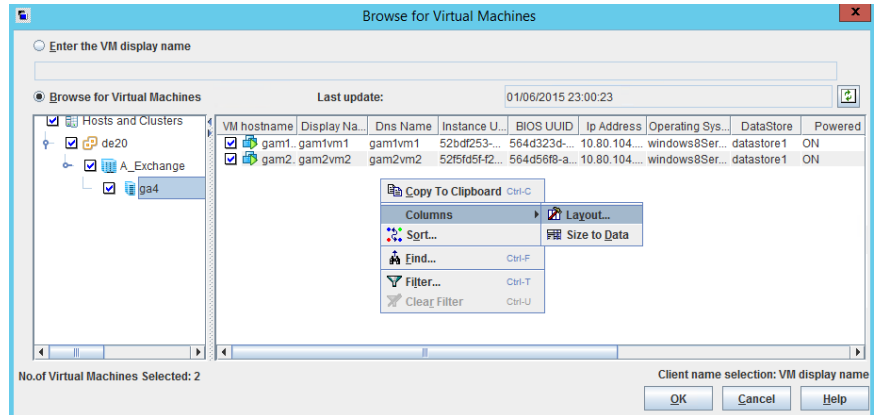 Browse for Virtual Machines
x
Enter the VM display name
Browse for Virtual Machines Last update: 01/06/2015 23:00:23
Hosts and Clusters
de20
A_Exchange
ga4
VM hostname Display Na... Dns Name Instance U... BIOS UUID Ip Address Operating Sys... DataStore Powered
gam1.. gam1vm1 gam1vm1 52bdf253-... 564d323d-... 10.80.104.... windows8Ser... datastore1 ON
gam2. gam2vm2 gam2vm2 52f5fd5f-f2... 564d56f8-a... 10.80.104.... windows8Ser... datastore1 ON
Copy To Clipboard Ctrl-C
Columns Layout...
Sort... Size to Data
Find... Ctrl-F
Filter... Ctrl-T
Clear Filter Ctrl-U
No.of Virtual Machines Selected: 2 Client name selection: VM display name
OK Cancel Help